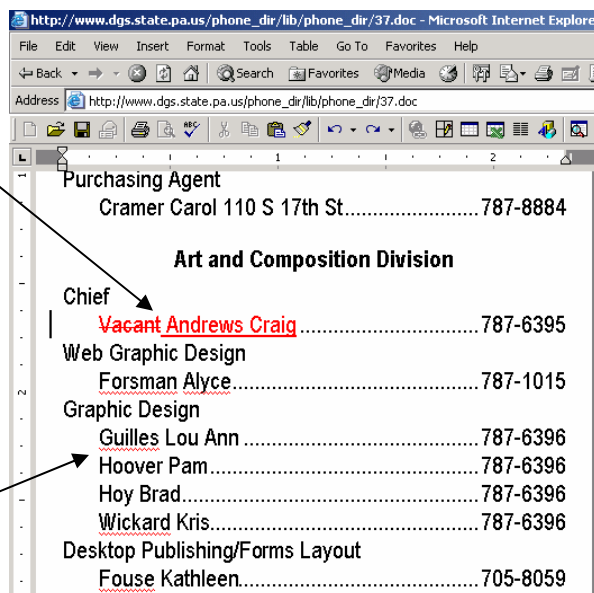 http://www.dgs.state.pa.us/phone_dir/lib/phone_dir/37.doc - Microsoft Internet Explore
File Edit View Insert Format Tools Table Go To Favorites Help
Back Search Favorites Media
Address http://www.dgs.state.pa.us/phone_dir/lib/phone_dir/37.doc
1 2
Purchasing Agent
Cramer Carol 110 S 17th St........................787-8884
Art and Composition Division
Chief
Vacant Andrews Craig................................787-6395
Web Graphic Design
Forsman Alyce............................................787-1015
Graphic Design
Guilles Lou Ann..........................................787-6396
Hoover Pam................................................787-6396
Hoy Brad.....................................................787-6396
Wickard Kris................................................787-6396
Desktop Publishing/Forms Layout
Fouse Kathleen...........................................705-8059